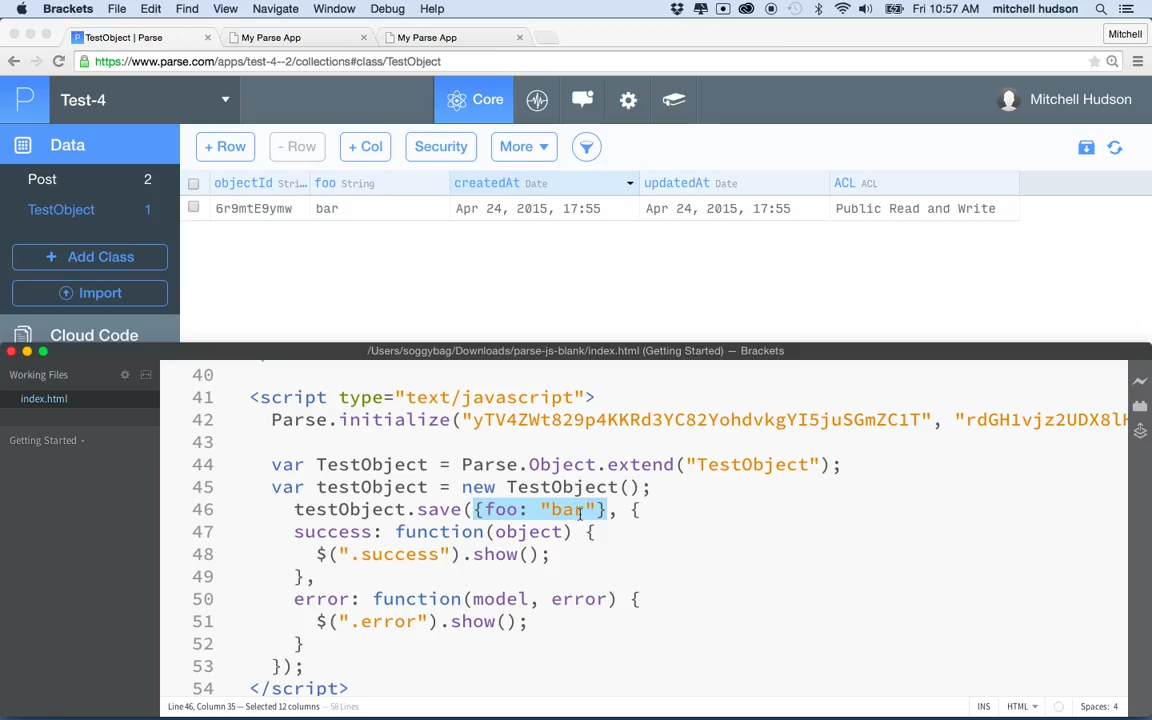 Brackets File Edit Find View Navigate Window Debug Help Fri 10:57 AM mitchell hudson
TestObject | Parse × My Parse App × My Parse App × Mitchell
https://www.parse.com/apps/test-4--2/collections#class/TestObject
P Test-4 Core Mitchell Hudson
Data + Row - Row + Col Security More
Post 2
objectId Stri... foo String createdAt Date updatedAt Date ACL ACL
TestObject 1 6r9mtE9ymw bar Apr 24, 2015, 17:55 Apr 24, 2015, 17:55 Public Read and Write
+ Add Class
Import
Cloud Code
/Users/soggybag/Downloads/parse-js-blank/index.html (Getting Started) — Brackets
Working Files
index.html
Getting Started
40
41 <script type="text/javascript">
42 Parse.initialize("yTV4ZWt829p4KKRd3YC82YohdvkgYI5juSGmZC1T", "rdGH1vjz2UDX8lH
43
44 var TestObject = Parse.Object.extend("TestObject");
45 var testObject = new TestObject();
46 testObject.save({foo: "bar"}, {
47 success: function(object) {
48 $(".success").show();
49 },
50 error: function(model, error) {
51 $(".error").show();
52 }
53 });
54 </script>
Line 46, Column 35 — Selected 12 columns — 58 Lines INS HTML Spaces: 4